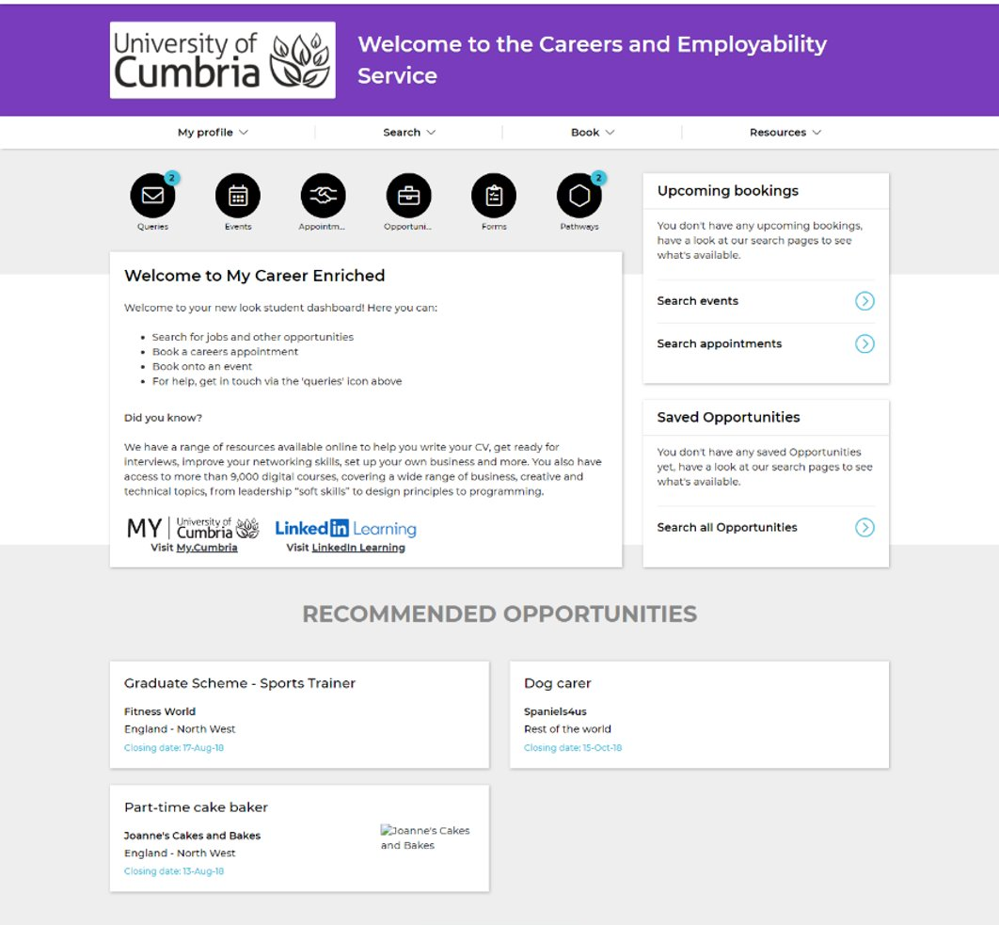 University of
Cumbria
Welcome to the Careers and Employability
Service
My profile
Search
Book
Resources
2
2
Queries
Events
Appointm...
Opportuni...
Forms
Pathways
Welcome to My Career Enriched
Welcome to your new look student dashboard! Here you can:
• Search for jobs and other opportunities
• Book a careers appointment
• Book onto an event
• For help, get in touch via the 'queries' icon above
Did you know?
We have a range of resources available online to help you write your CV, get ready for
interviews, improve your networking skills, set up your own business and more. You also have
access to more than 9,000 digital courses, covering a wide range of business, creative and
technical topics, from leadership “soft skills” to design principles to programming.
MY University of
Cumbria
Visit My.Cumbria
Linked in Learning
Visit LinkedIn Learning
Upcoming bookings
You don't have any upcoming bookings,
have a look at our search pages to see
what's available.
Search events
Search appointments
Saved Opportunities
You don't have any saved Opportunities
yet, have a look at our search pages to see
what's available.
Search all Opportunities
RECOMMENDED OPPORTUNITIES
Graduate Scheme - Sports Trainer
Fitness World
England - North West
Closing date: 17-Aug-18
Dog carer
Spaniels4us
Rest of the world
Closing date: 15-Oct-18
Part-time cake baker
Joanne's Cakes and Bakes
England - North West
Closing date: 13-Aug-18
Joanne's Cakes
and Bakes